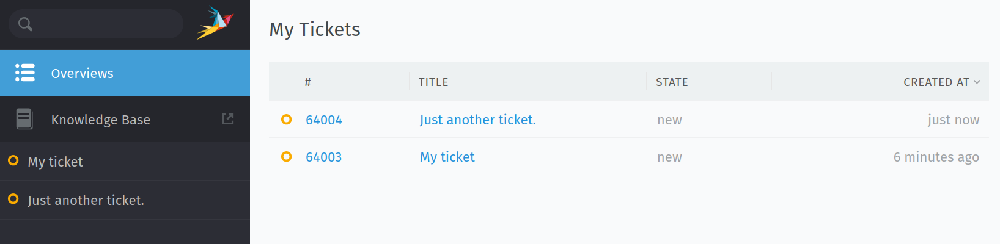 Overviews
Knowledge Base
My ticket
Just another ticket.
My Tickets
# TITLE STATE CREATED AT
64004 Just another ticket. new just now
64003 My ticket new 6 minutes ago